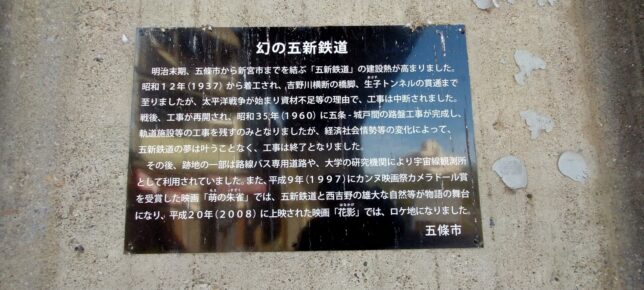 幻の五新鉄道
明治末期、五條市から新宮市までを結ぶ「五新鉄道」の建設熱が高まりました。
昭和12年(1937)から着工され、吉野川横断の橋脚、生子トンネルの貫通まで
至りましたが、太平洋戦争が始まり資材不足等の理由で、工事は中断されました。
戦後、工事が再開され、昭和35年(1960)に五条-城戸間の路盤工事が完成し、
軌道施設等の工事を残すのみとなりましたが、経済社会情勢等の変化によって、
五新鉄道の夢は叶うことなく、工事は終了となりました。
その後、跡地の一部は路線バス専用道路や、大学の研究機関により宇宙線観測所
として利用されていました。また、平成9年(1997)にカンヌ映画祭カメラドール賞
を受賞した映画「萌の朱雀」では、五新鉄道と西吉野の雄大な自然等が物語の舞台
になり、平成20年(2008)に上映された映画「花影」では、ロケ地になりました。
五條市